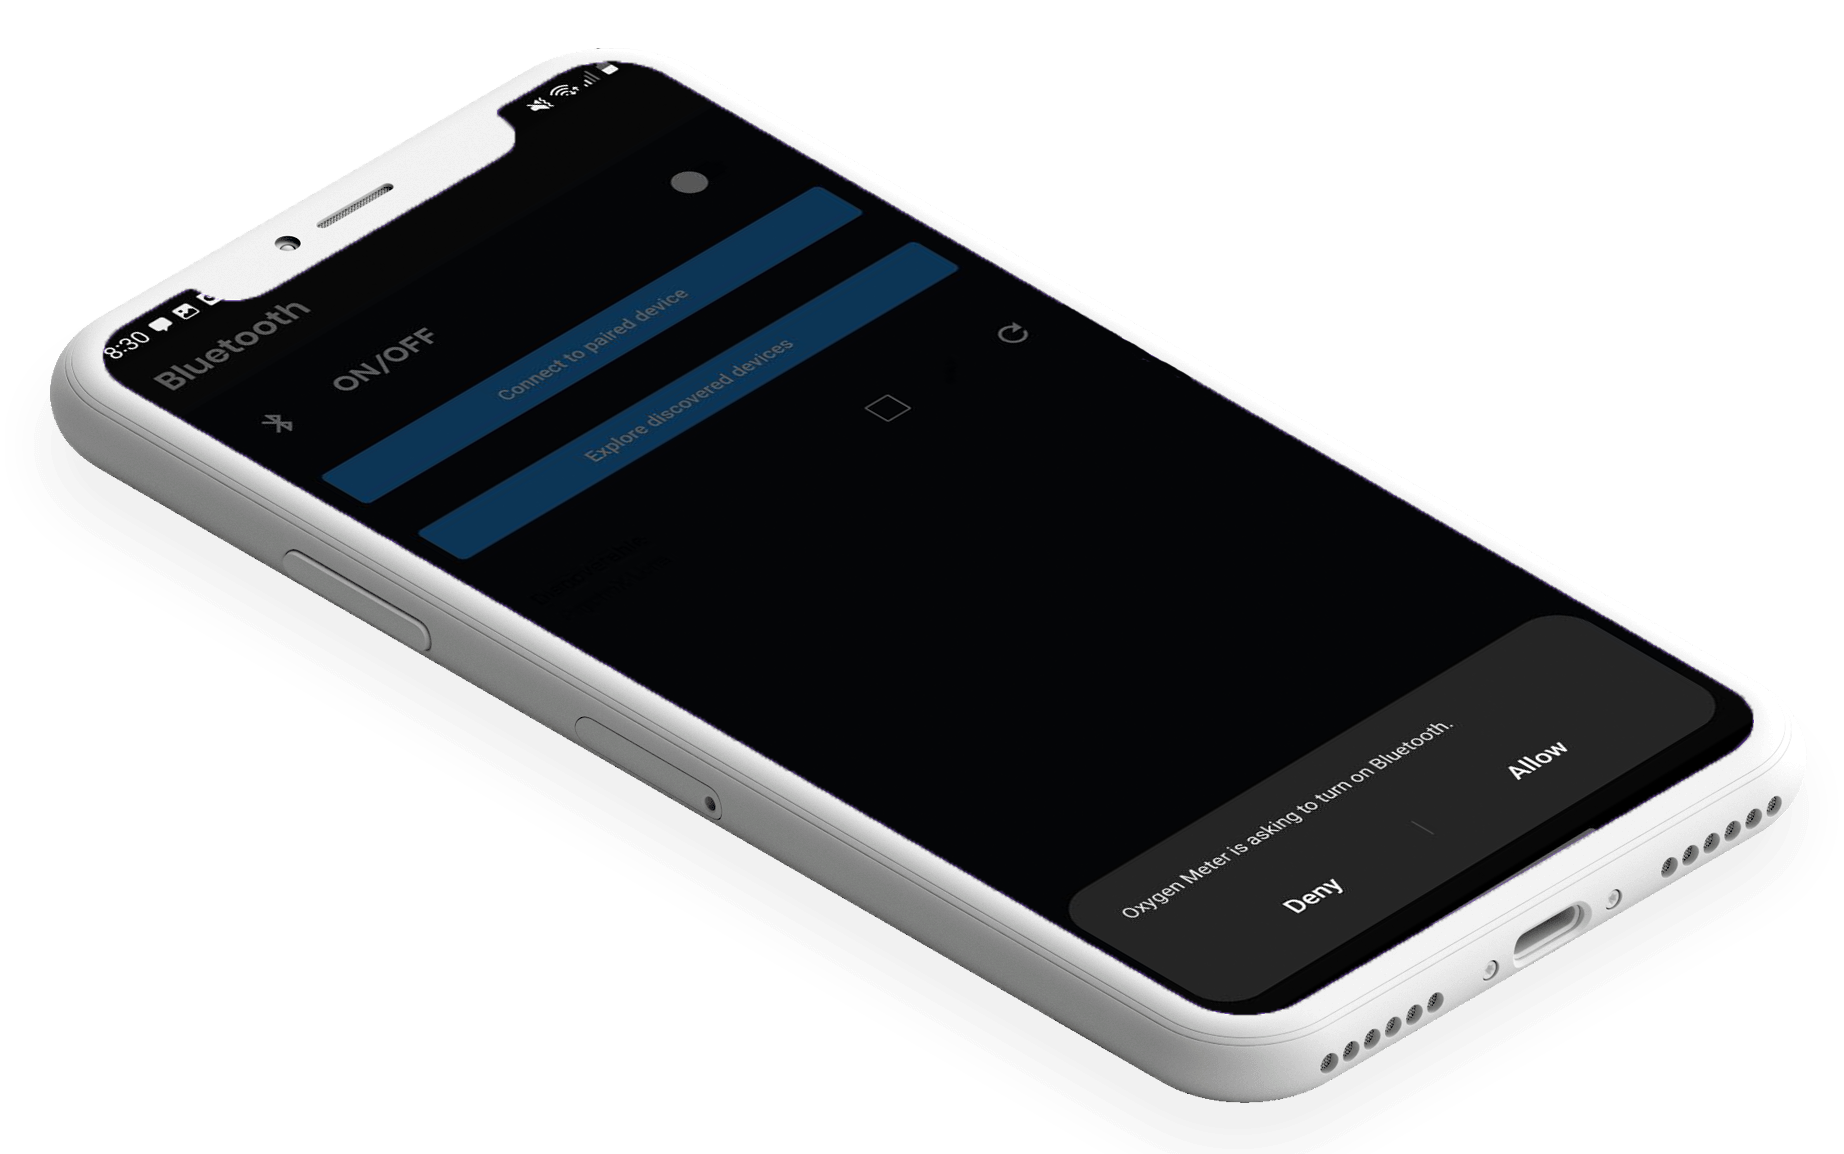 8:30
Bluetooth
ON/OFF
Connect to paired device
Explore discovered devices
Oxygen Meter is asking to turn on Bluetooth.
Deny
Allow